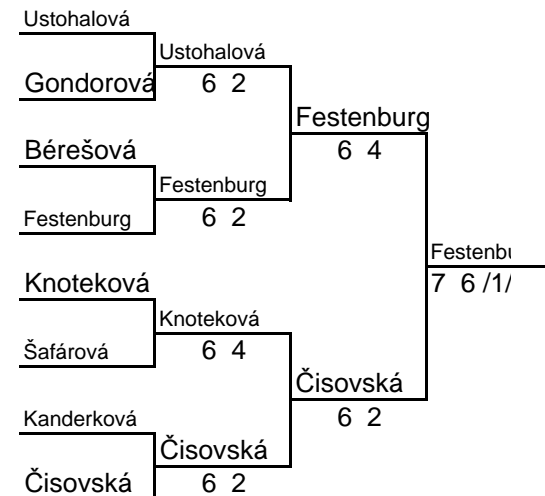 Ustohalová
Ustohalová
Gondorová
6 2
Festenburg
6 4
Bérešová
Festenburg
6 2
Festenburg
Festenbu
7 6 /1/
Knoteková
Knoteková
6 4
Šafárová
Čisovská
6 2
Kanderková
Čisovská
6 2
Čisovská